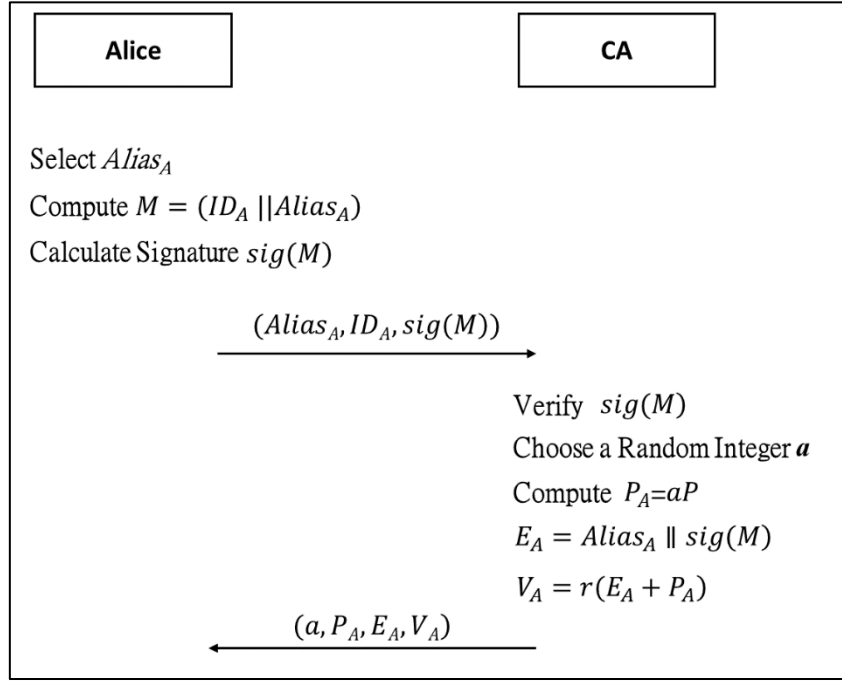 Alice
CA
Select Alias_A
Compute M = (ID_A ||Alias_A)
Calculate Signature sig(M)
(Alias_A, ID_A, sig(M))
Verify sig(M)
Choose a Random Integer a
Compute P_A=aP
E_A = Alias_A ∥ sig(M)
V_A = r(E_A + P_A)
(a, P_A, E_A, V_A)